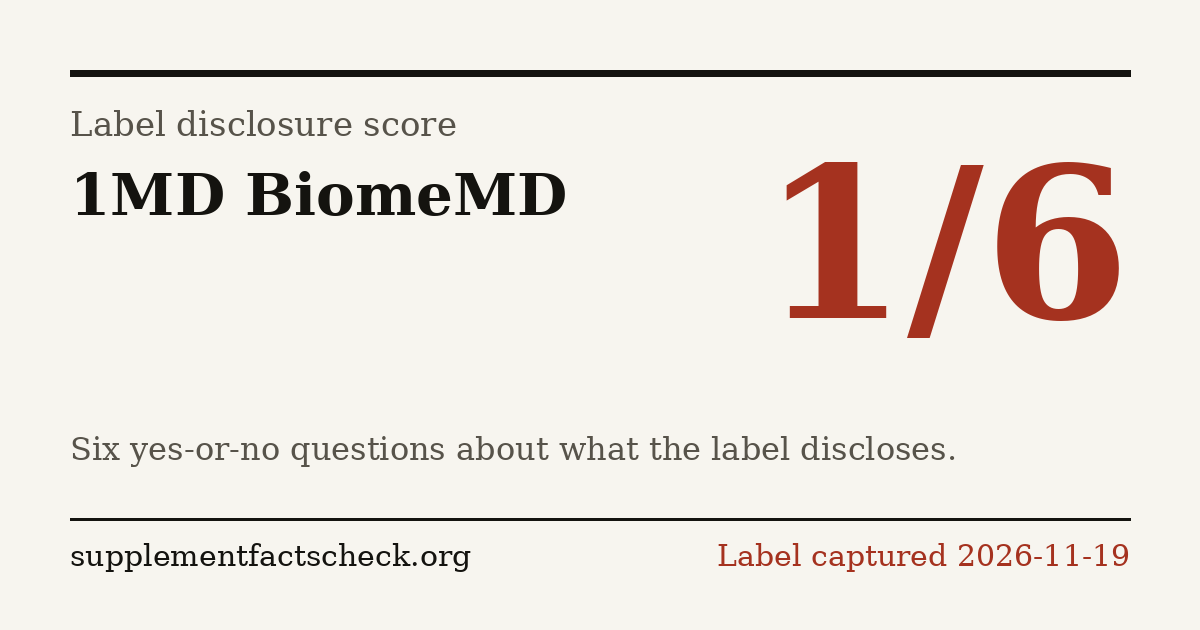 Label disclosure score
1MD BiomeMD
1/6
Six yes-or-no questions about what the label discloses.
supplementfactscheck.org
Label captured 2026-11-19